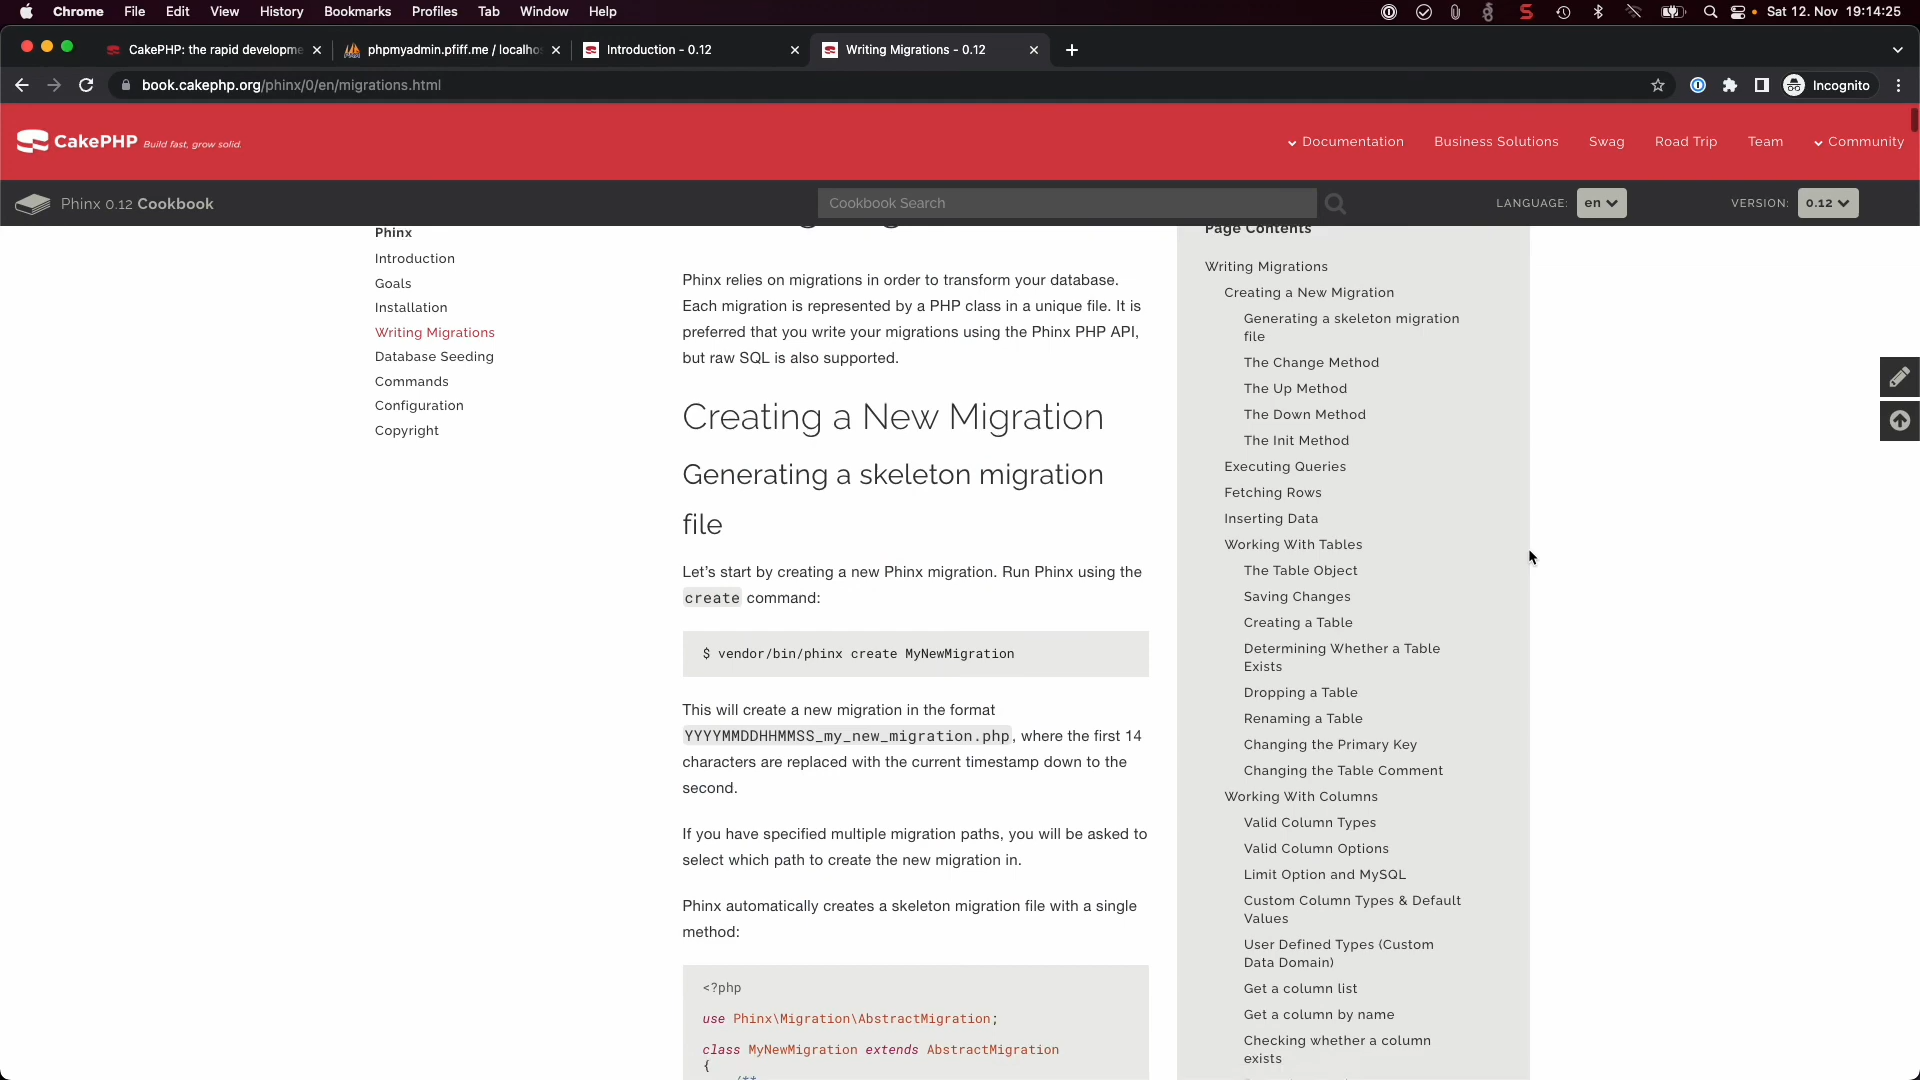 Chrome File Edit View History Bookmarks Profiles Tab Window Help Sat 12. Nov 19:14:25
CakePHP: the rapid developme phpmyadmin.pfiff.me / localho Introduction - 0.12 Writing Migrations - 0.12
book.cakephp.org/phinx/0/en/migrations.html Incognito
CakePHP Build fast, grow solid. Documentation Business Solutions Swag Road Trip Team Community
Phinx 0.12 Cookbook Cookbook Search LANGUAGE: en VERSION: 0.12
Phinx
Introduction
Goals
Installation
Writing Migrations
Database Seeding
Commands
Configuration
Copyright
Phinx relies on migrations in order to transform your database.
Each migration is represented by a PHP class in a unique file. It is
preferred that you write your migrations using the Phinx PHP API,
but raw SQL is also supported.
Creating a New Migration
Generating a skeleton migration
file
Let’s start by creating a new Phinx migration. Run Phinx using the
create command:
$ vendor/bin/phinx create MyNewMigration
This will create a new migration in the format
YYYYMMDDHHMMSS_my_new_migration.php, where the first 14
characters are replaced with the current timestamp down to the
second.
If you have specified multiple migration paths, you will be asked to
select which path to create the new migration in.
Phinx automatically creates a skeleton migration file with a single
method:
<?php
use Phinx\Migration\AbstractMigration;
class MyNewMigration extends AbstractMigration
{
/**
Page Contents
Writing Migrations
Creating a New Migration
Generating a skeleton migration
file
The Change Method
The Up Method
The Down Method
The Init Method
Executing Queries
Fetching Rows
Inserting Data
Working With Tables
The Table Object
Saving Changes
Creating a Table
Determining Whether a Table
Exists
Dropping a Table
Renaming a Table
Changing the Primary Key
Changing the Table Comment
Working With Columns
Valid Column Types
Valid Column Options
Limit Option and MySQL
Custom Column Types & Default
Values
User Defined Types (Custom
Data Domain)
Get a column list
Get a column by name
Checking whether a column
exists